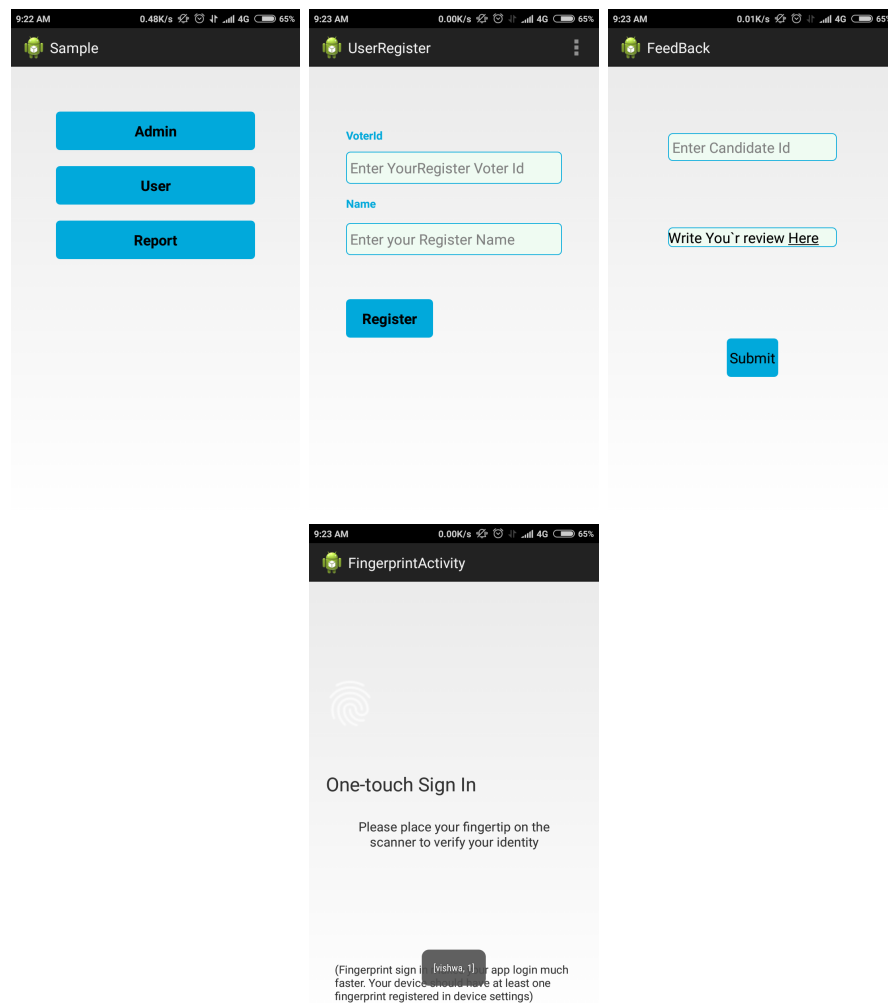 9:22 AM 0.48K/s 4G 65%
Sample
Admin
User
Report
9:23 AM 0.00K/s 4G 65%
UserRegister
VoterId
Enter YourRegister Voter Id
Name
Enter your Register Name
Register
9:23 AM 0.01K/s 4G 65%
FeedBack
Enter Candidate Id
Write You`r review Here
Submit
9:23 AM 0.00K/s 4G 65%
FingerprintActivity
One-touch Sign In
Please place your fingertip on the
scanner to verify your identity
[vishwa, 1]
(Fingerprint sign in app login much
faster. Your device should have at least one
fingerprint registered in device settings)